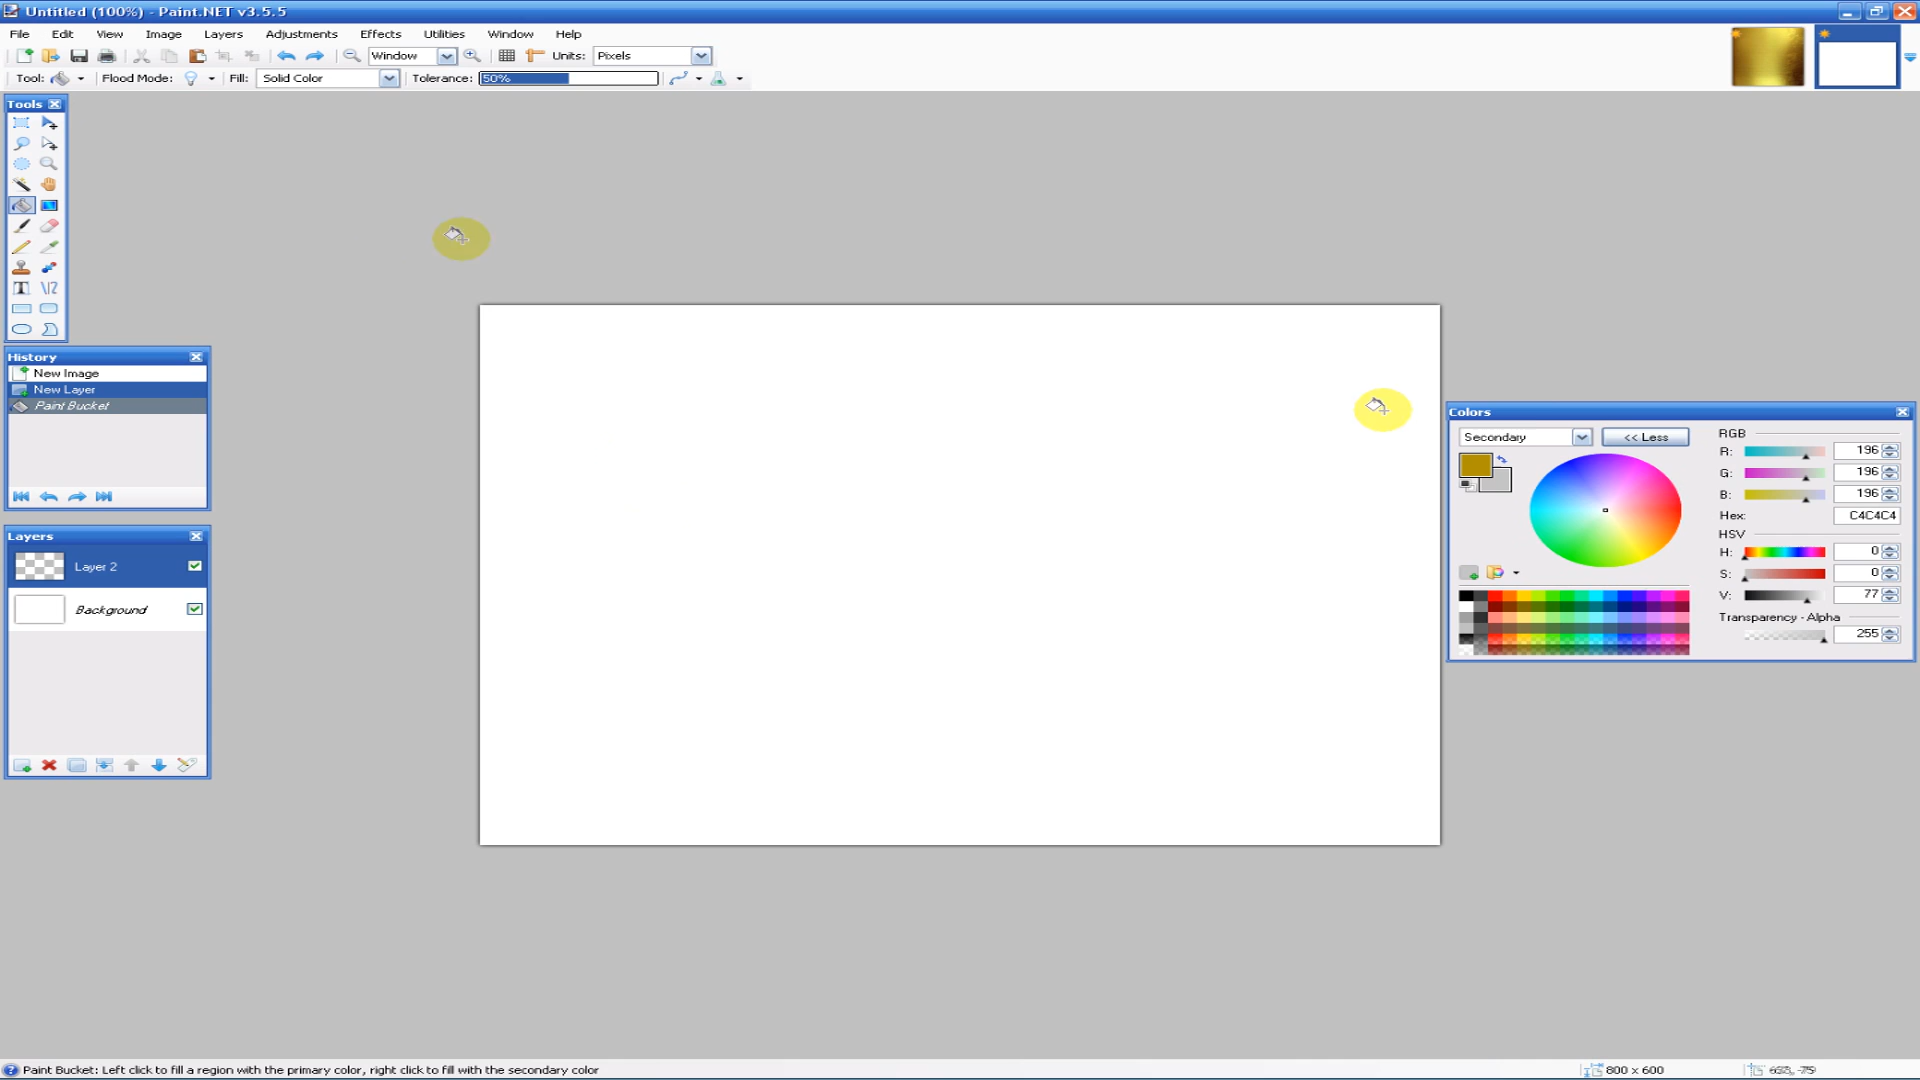 Untitled (100%) - Paint.NET v3.5.5
File Edit View Image Layers Adjustments Effects Utilities Window Help
Window Units: Pixels
Tool: Flood Mode: Fill: Solid Color Tolerance: 50%
Tools
History
New Image
New Layer
Paint Bucket
Layers
Layer 2
Background
Colors
Secondary << Less
RGB
R: 196
G: 196
B: 196
Hex: C4C4C4
HSV
H: 0
S: 0
V: 77
Transparency - Alpha
255
Paint Bucket: Left click to fill a region with the primary color, right click to fill with the secondary color
800 x 600